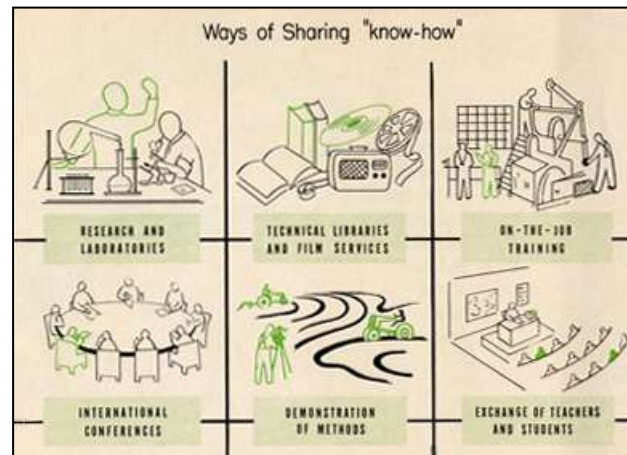 Ways of Sharing "know-how"
RESEARCH AND
LABORATORIES
TECHNICAL LIBRARIES
AND FILM SERVICES
ON-THE-JOB
TRAINING
INTERNATIONAL
CONFERENCES
DEMONSTRATION
OF METHODS
EXCHANGE OF TEACHERS
AND STUDENTS